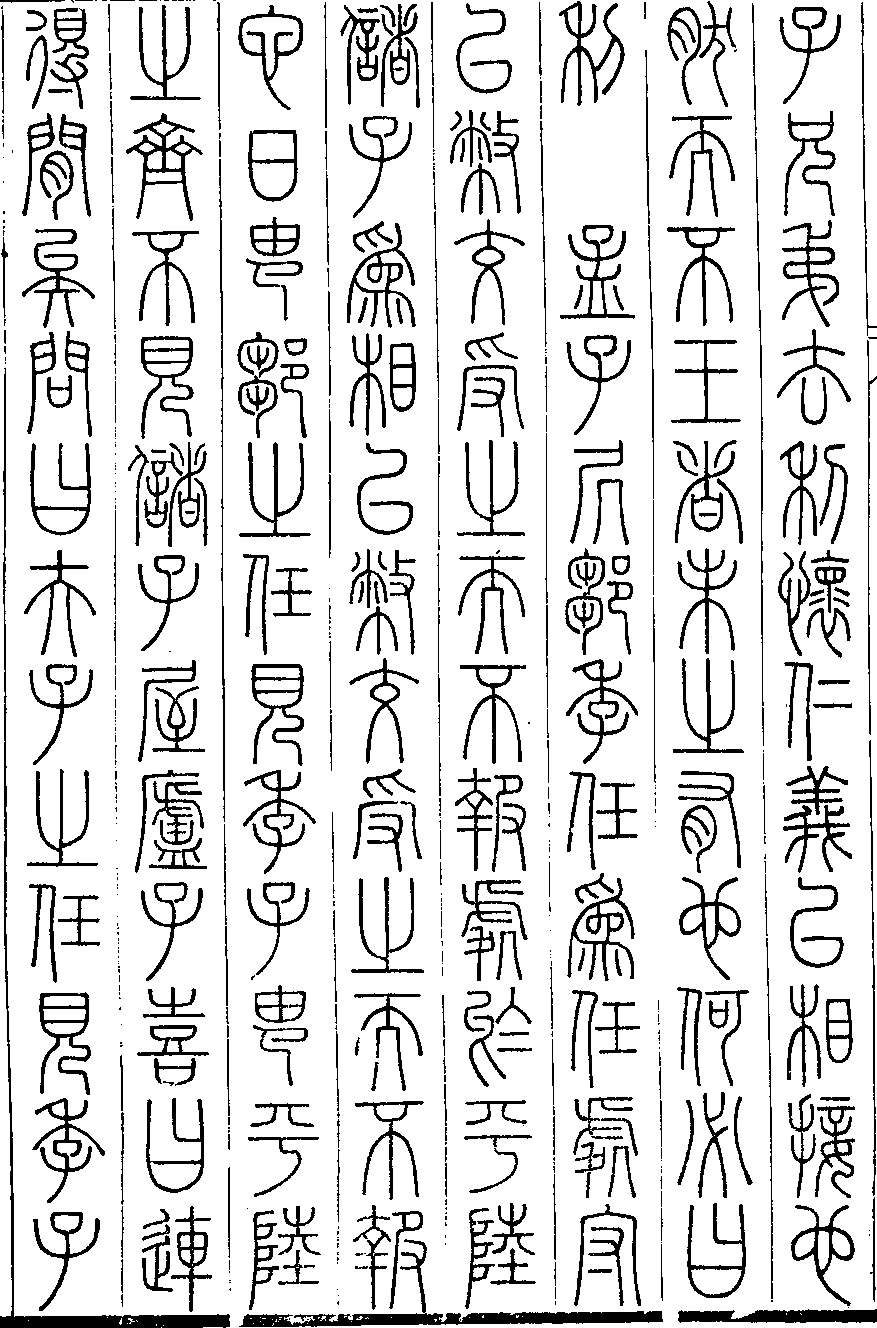 子兄弟去利懷仁義以相接也
然而不王者未之有也何必曰
利　孟子居鄒季任為任處守
以幣交受之而不報處於平陸
儲子為相以幣交受之而不報
它日由鄒之任見季子由平陸
之齊不見儲子屋廬子喜曰連
得閒矣問曰夫子之任見季子